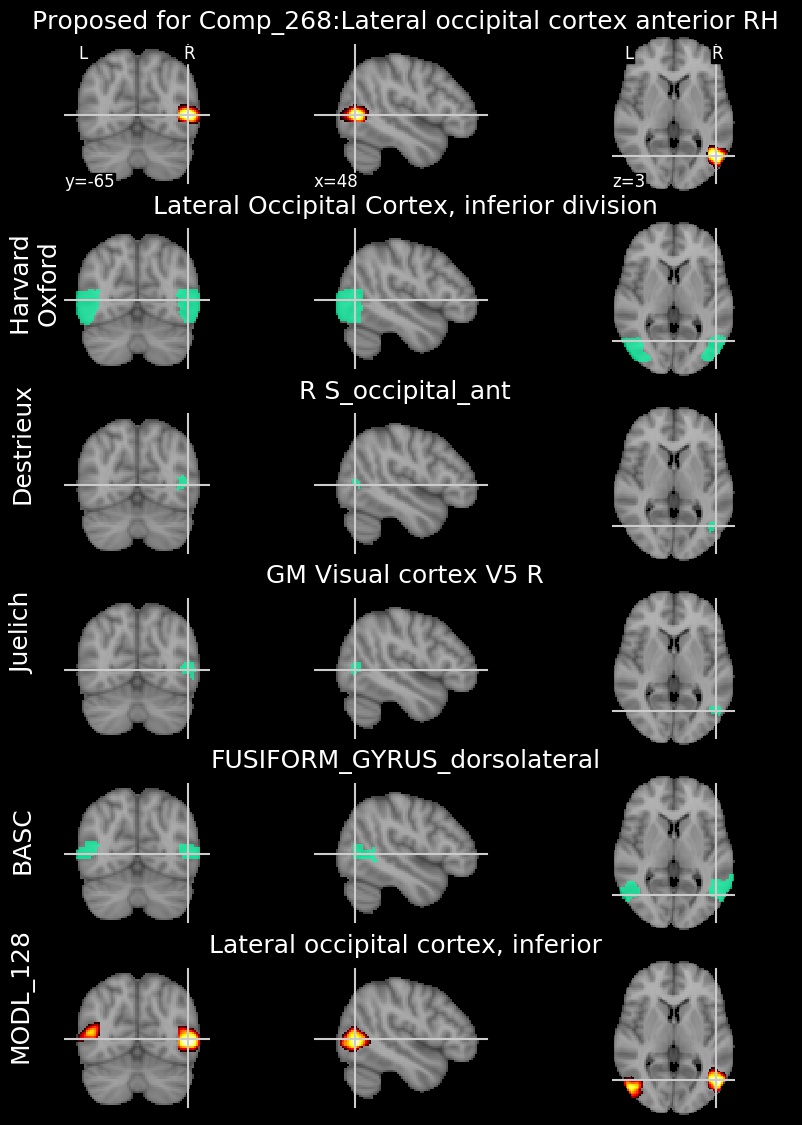 Proposed for Comp_268:Lateral occipital cortex anterior RH
L R
L R
y=-65 x=48 z=3
Lateral Occipital Cortex, inferior division
Harvard
Oxford
R S_occipital_ant
Destrieux
GM Visual cortex V5 R
Juelich
FUSIFORM_GYRUS_dorsolateral
BASC
Lateral occipital cortex, inferior
MODL_128